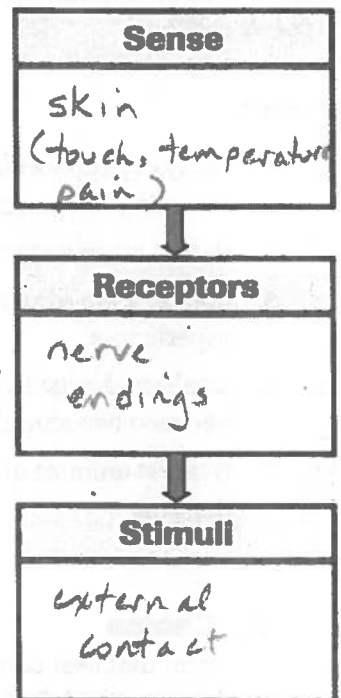 Sense
skin
(touch, temperature
pain)
Receptors
nerve
endings
Stimuli
external
contact